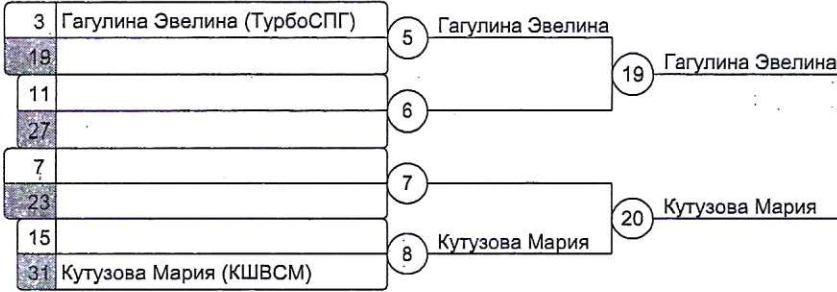 3 Гагулина Эвелина (ТурбоСПГ)
5 Гагулина Эвелина
19
19 Гагулина Эвелина
11
6
27
7
7
23
20 Кутузова Мария
15
8 Кутузова Мария
31 Кутузова Мария (КШВСМ)